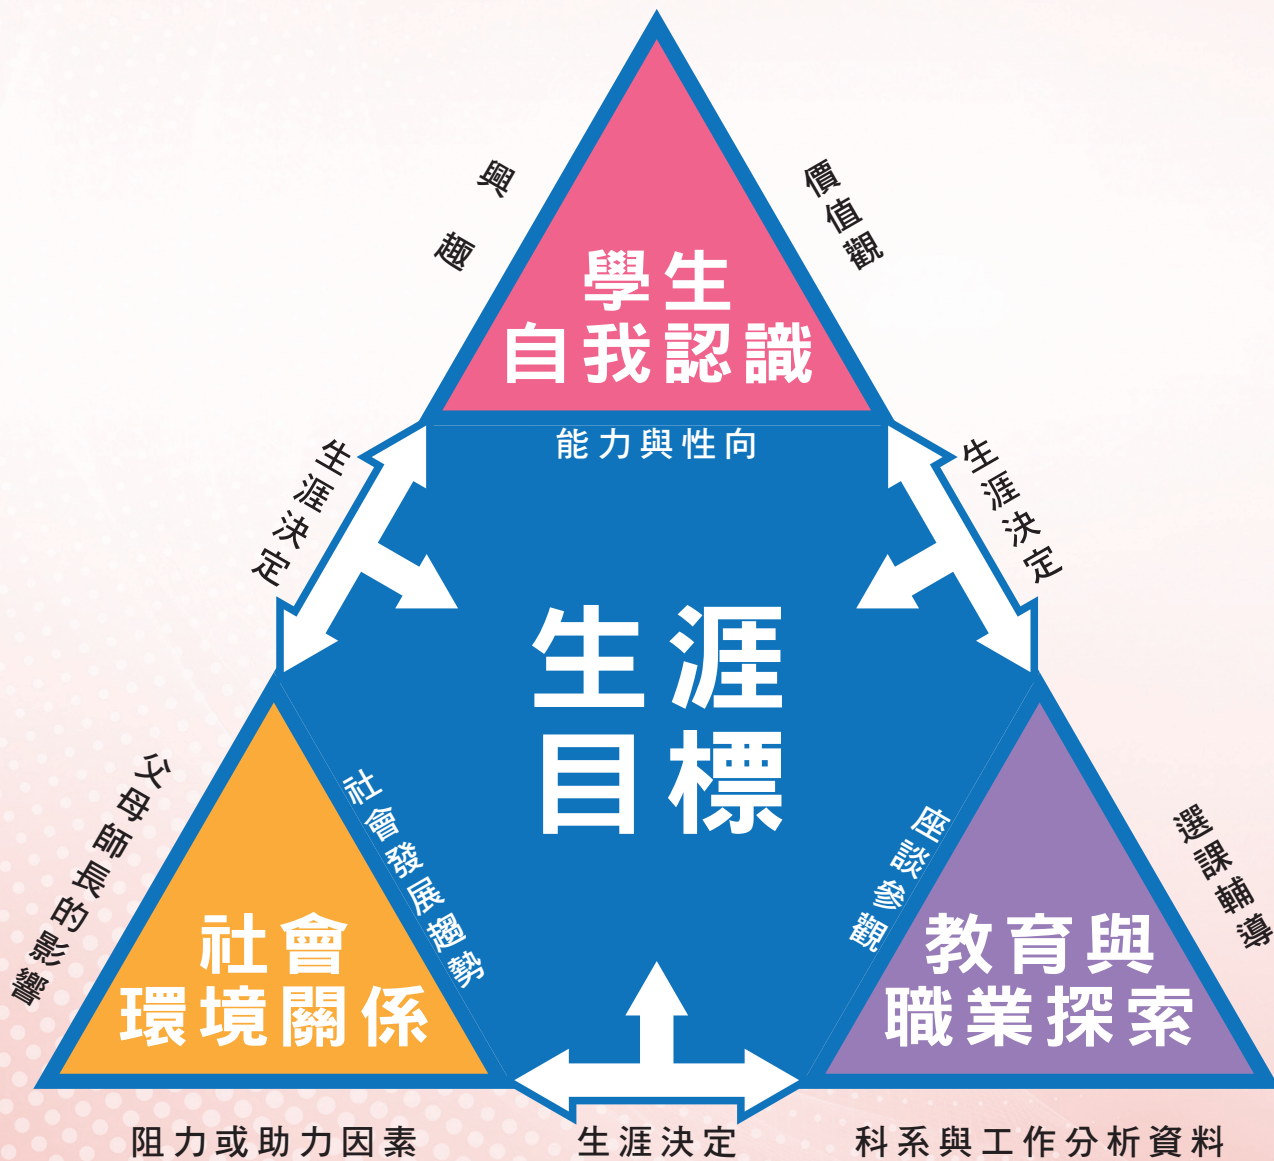 興趣
價值觀
學生
自我認識
能力與性向
生涯決定
生涯決定
生涯
目標
父母師長的影響
社會發展趨勢
座談參觀
選課輔導
社會
環境關係
教育與
職業探索
阻力或助力因素
生涯決定
科系與工作分析資料